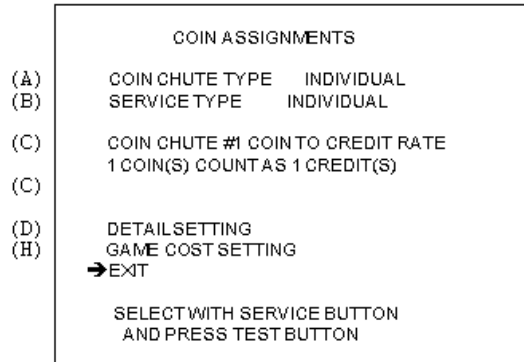 COIN ASSIGNMENTS
(A) COIN CHUTE TYPE INDIVIDUAL
(B) SERVICE TYPE INDIVIDUAL
(C) COIN CHUTE #1 COIN TO CREDIT RATE
1 COIN(S) COUNT AS 1 CREDIT(S)
(C)
(D) DETAIL SETTING
(H) GAME COST SETTING
➔EXIT
SELECT WITH SERVICE BUTTON
AND PRESS TEST BUTTON